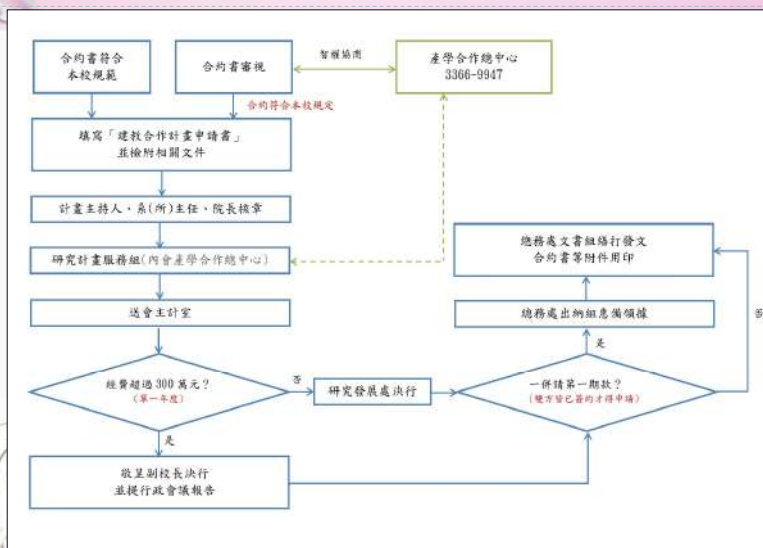 合約書符合
本校規範
合約書審視
智權協商
產學合作總中心
3366-9947
合約符合本校規定
填寫「建教合作計畫申請書」
並檢附相關文件
計畫主持人、系(所)主任、院長核章
研究計畫服務組(內會產學合作總中心)
送會主計室
經費超過 300 萬元？
(單一年度)
否
研究發展處決行
是
敬呈副校長決行
並提行政會議報告
一併請第一期款？
(雙方皆已簽約才得申請)
是
否
總務處出納組惠備領據
總務處文書組繕打發文
合約書等附件用印